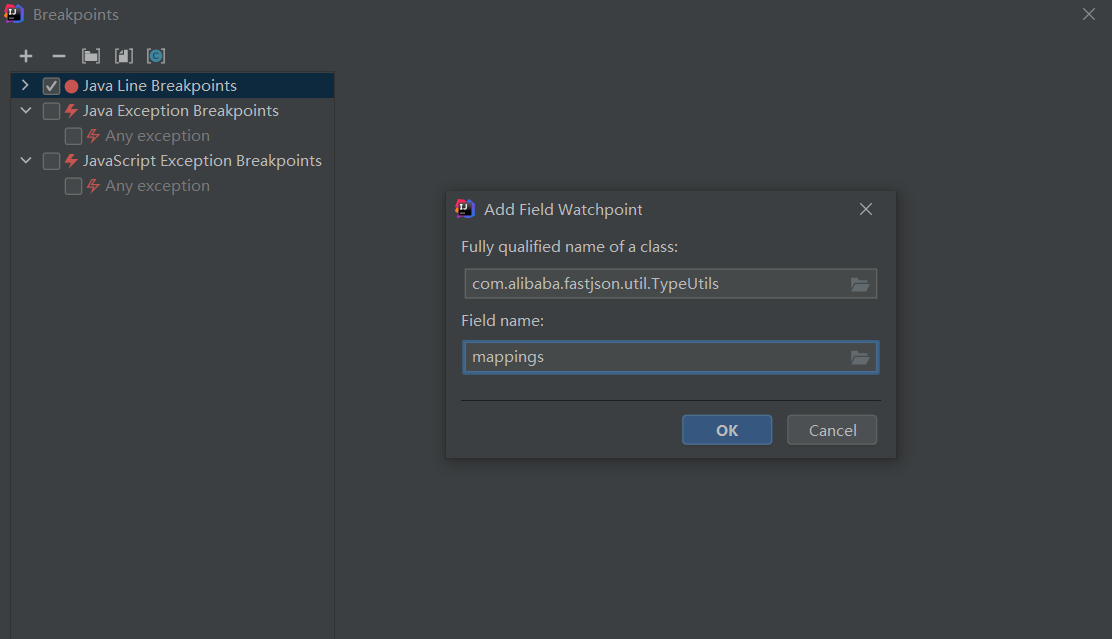 Breakpoints
Java Line Breakpoints
Java Exception Breakpoints
Any exception
JavaScript Exception Breakpoints
Any exception
Add Field Watchpoint
Fully qualified name of a class:
com.alibaba.fastjson.util.TypeUtils
Field name:
mappings
OK
Cancel